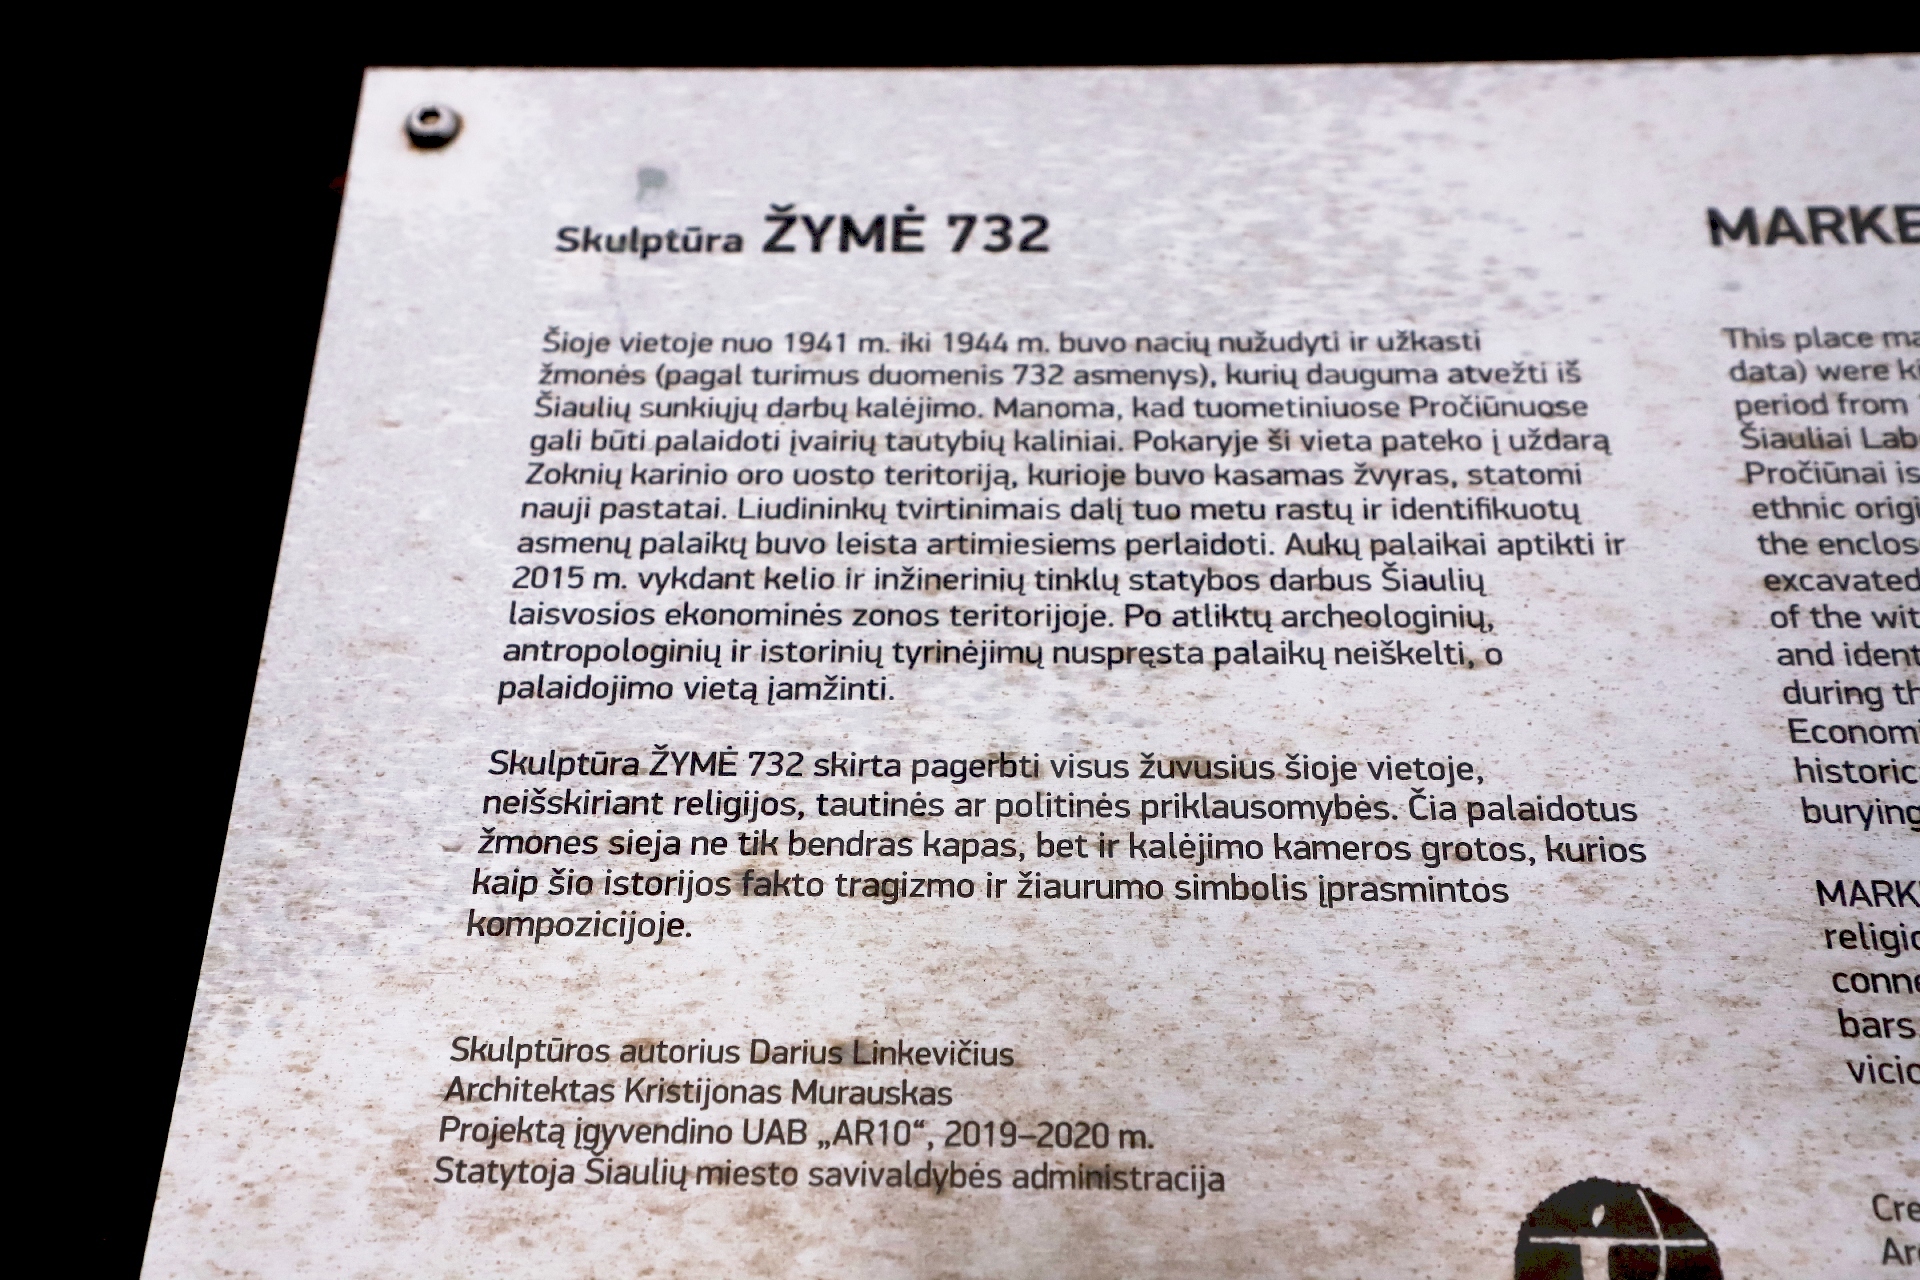 Skulptūra ŽYMĖ 732
Šioje vietoje nuo 1941 m. iki 1944 m. buvo nacių nužudyti ir užkasti
žmonės (pagal turimus duomenis 732 asmenys), kurių dauguma atvežti iš
Šiaulių sunkiųjų darbų kalėjimo. Manoma, kad tuometiniuose Pročiūnuose
gali būti palaidoti įvairių tautybių kaliniai. Pokaryje ši vieta pateko į uždarą
Zoknių karinio oro uosto teritoriją, kurioje buvo kasamas žvyras, statomi
nauji pastatai. Liudininkų tvirtinimais dalį tuo metu rastų ir identifikuotų
asmenų palaikų buvo leista artimiesiems perlaidoti. Aukų palaikai aptikti ir
2015 m. vykdant kelio ir inžinerinių tinklų statybos darbus Šiaulių
laisvosios ekonominės zonos teritorijoje. Po atliktų archeologinių,
antropologinių ir istorinių tyrinėjimų nuspręsta palaikų neiškelti, o
palaidojimo vietą įamžinti.
Skulptūra ŽYMĖ 732 skirta pagerbti visus žuvusius šioje vietoje,
neišskiriant religijos, tautinės ar politinės priklausomybės. Čia palaidotus
žmones sieja ne tik bendras kapas, bet ir kalėjimo kameros grotos, kurios
kaip šio istorijos fakto tragizmo ir žiaurumo simbolis įprasmintos
kompozicijoje.
Skulptūros autorius Darius Linkevičius
Architektas Kristijonas Murauskas
Projektą įgyvendino UAB „AR10“, 2019–2020 m.
Statytoja Šiaulių miesto savivaldybės administracija
MARKE
This place ma
data) were ki
period from
Šiauliai Lab
Pročiūnai is
ethnic origi
the enclos
excavated
of the wit
and ident
during th
Econom
historic
burying
MARK
religio
conne
bars
vicio
Cre
Ar